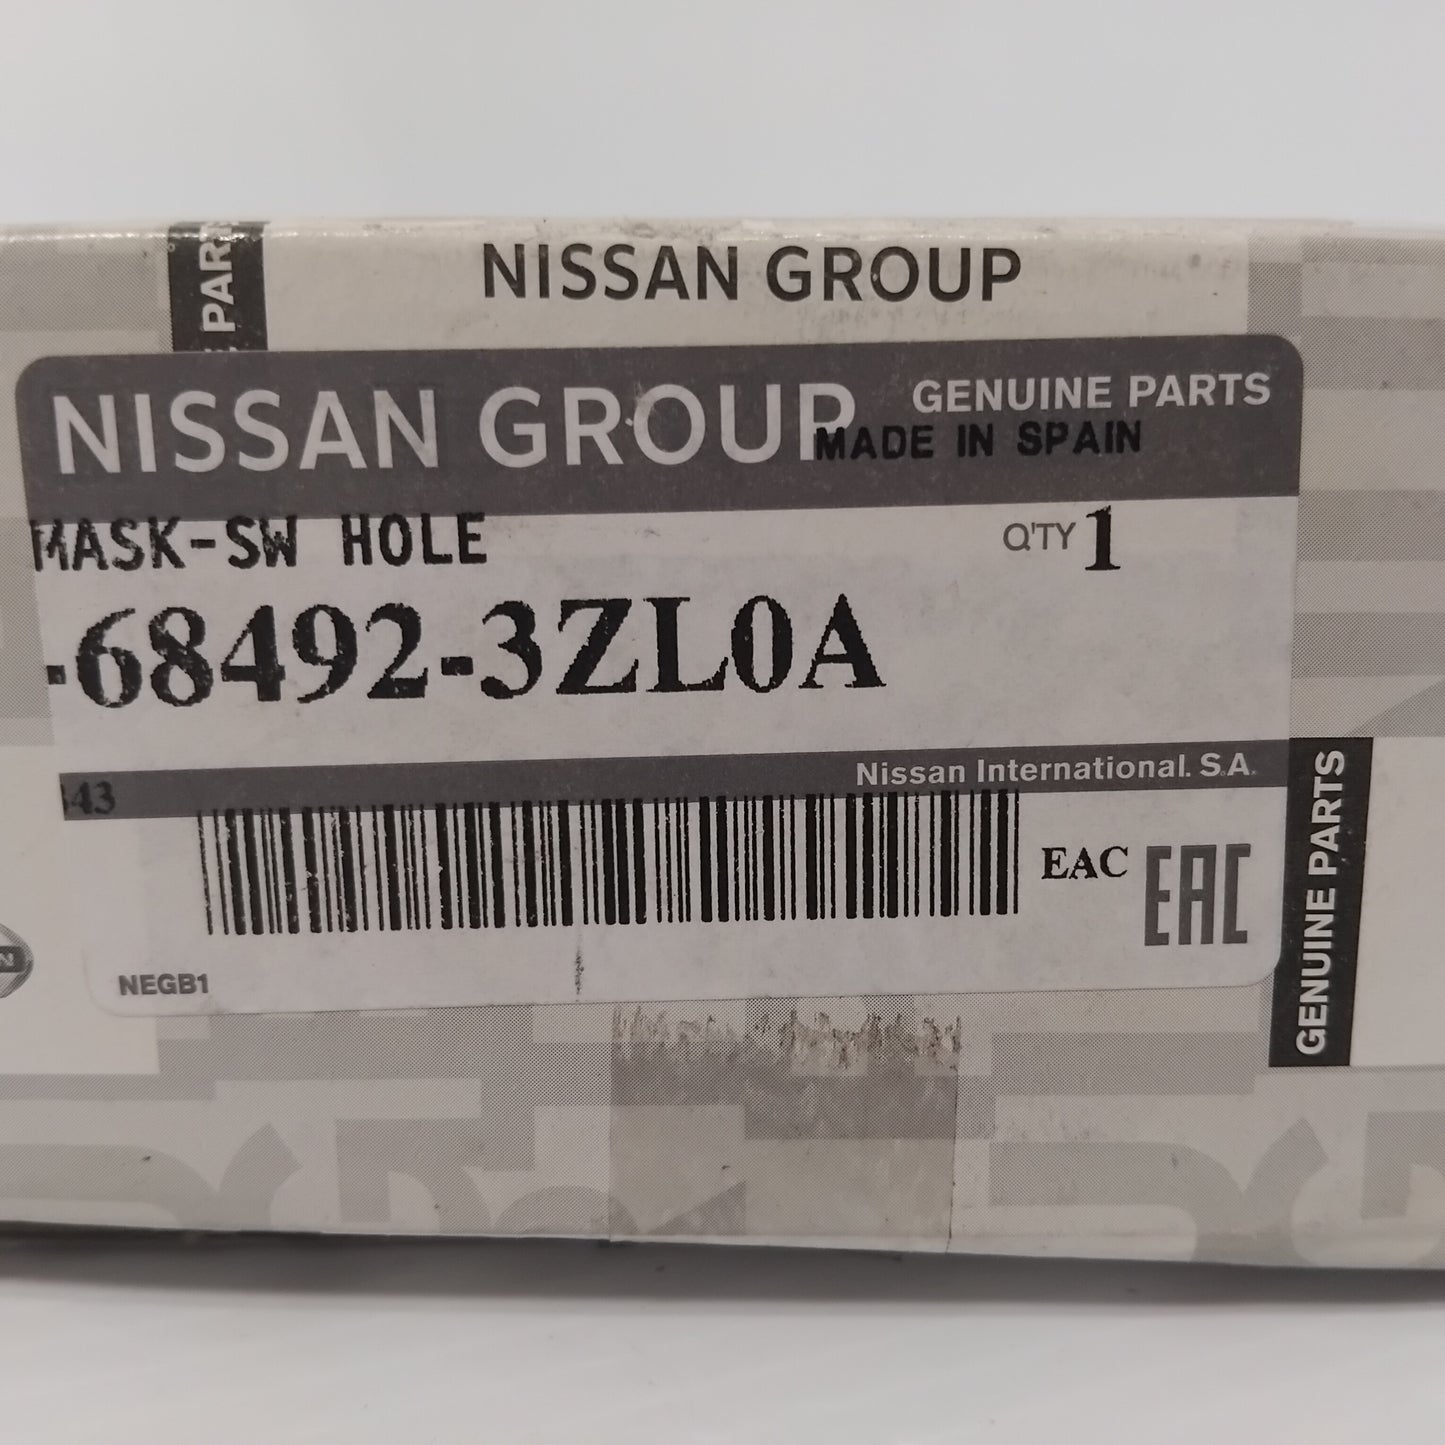 NISSAN GROUP
PARTS
NISSAN GROUP
GENUINE PARTS
MADE IN SPAIN
MASK-SW HOLE
Q'TY 1
-68492-3ZL0A
Nissan International. S.A.
43
EAC
EAC
NEGB1
GENUINE PARTS